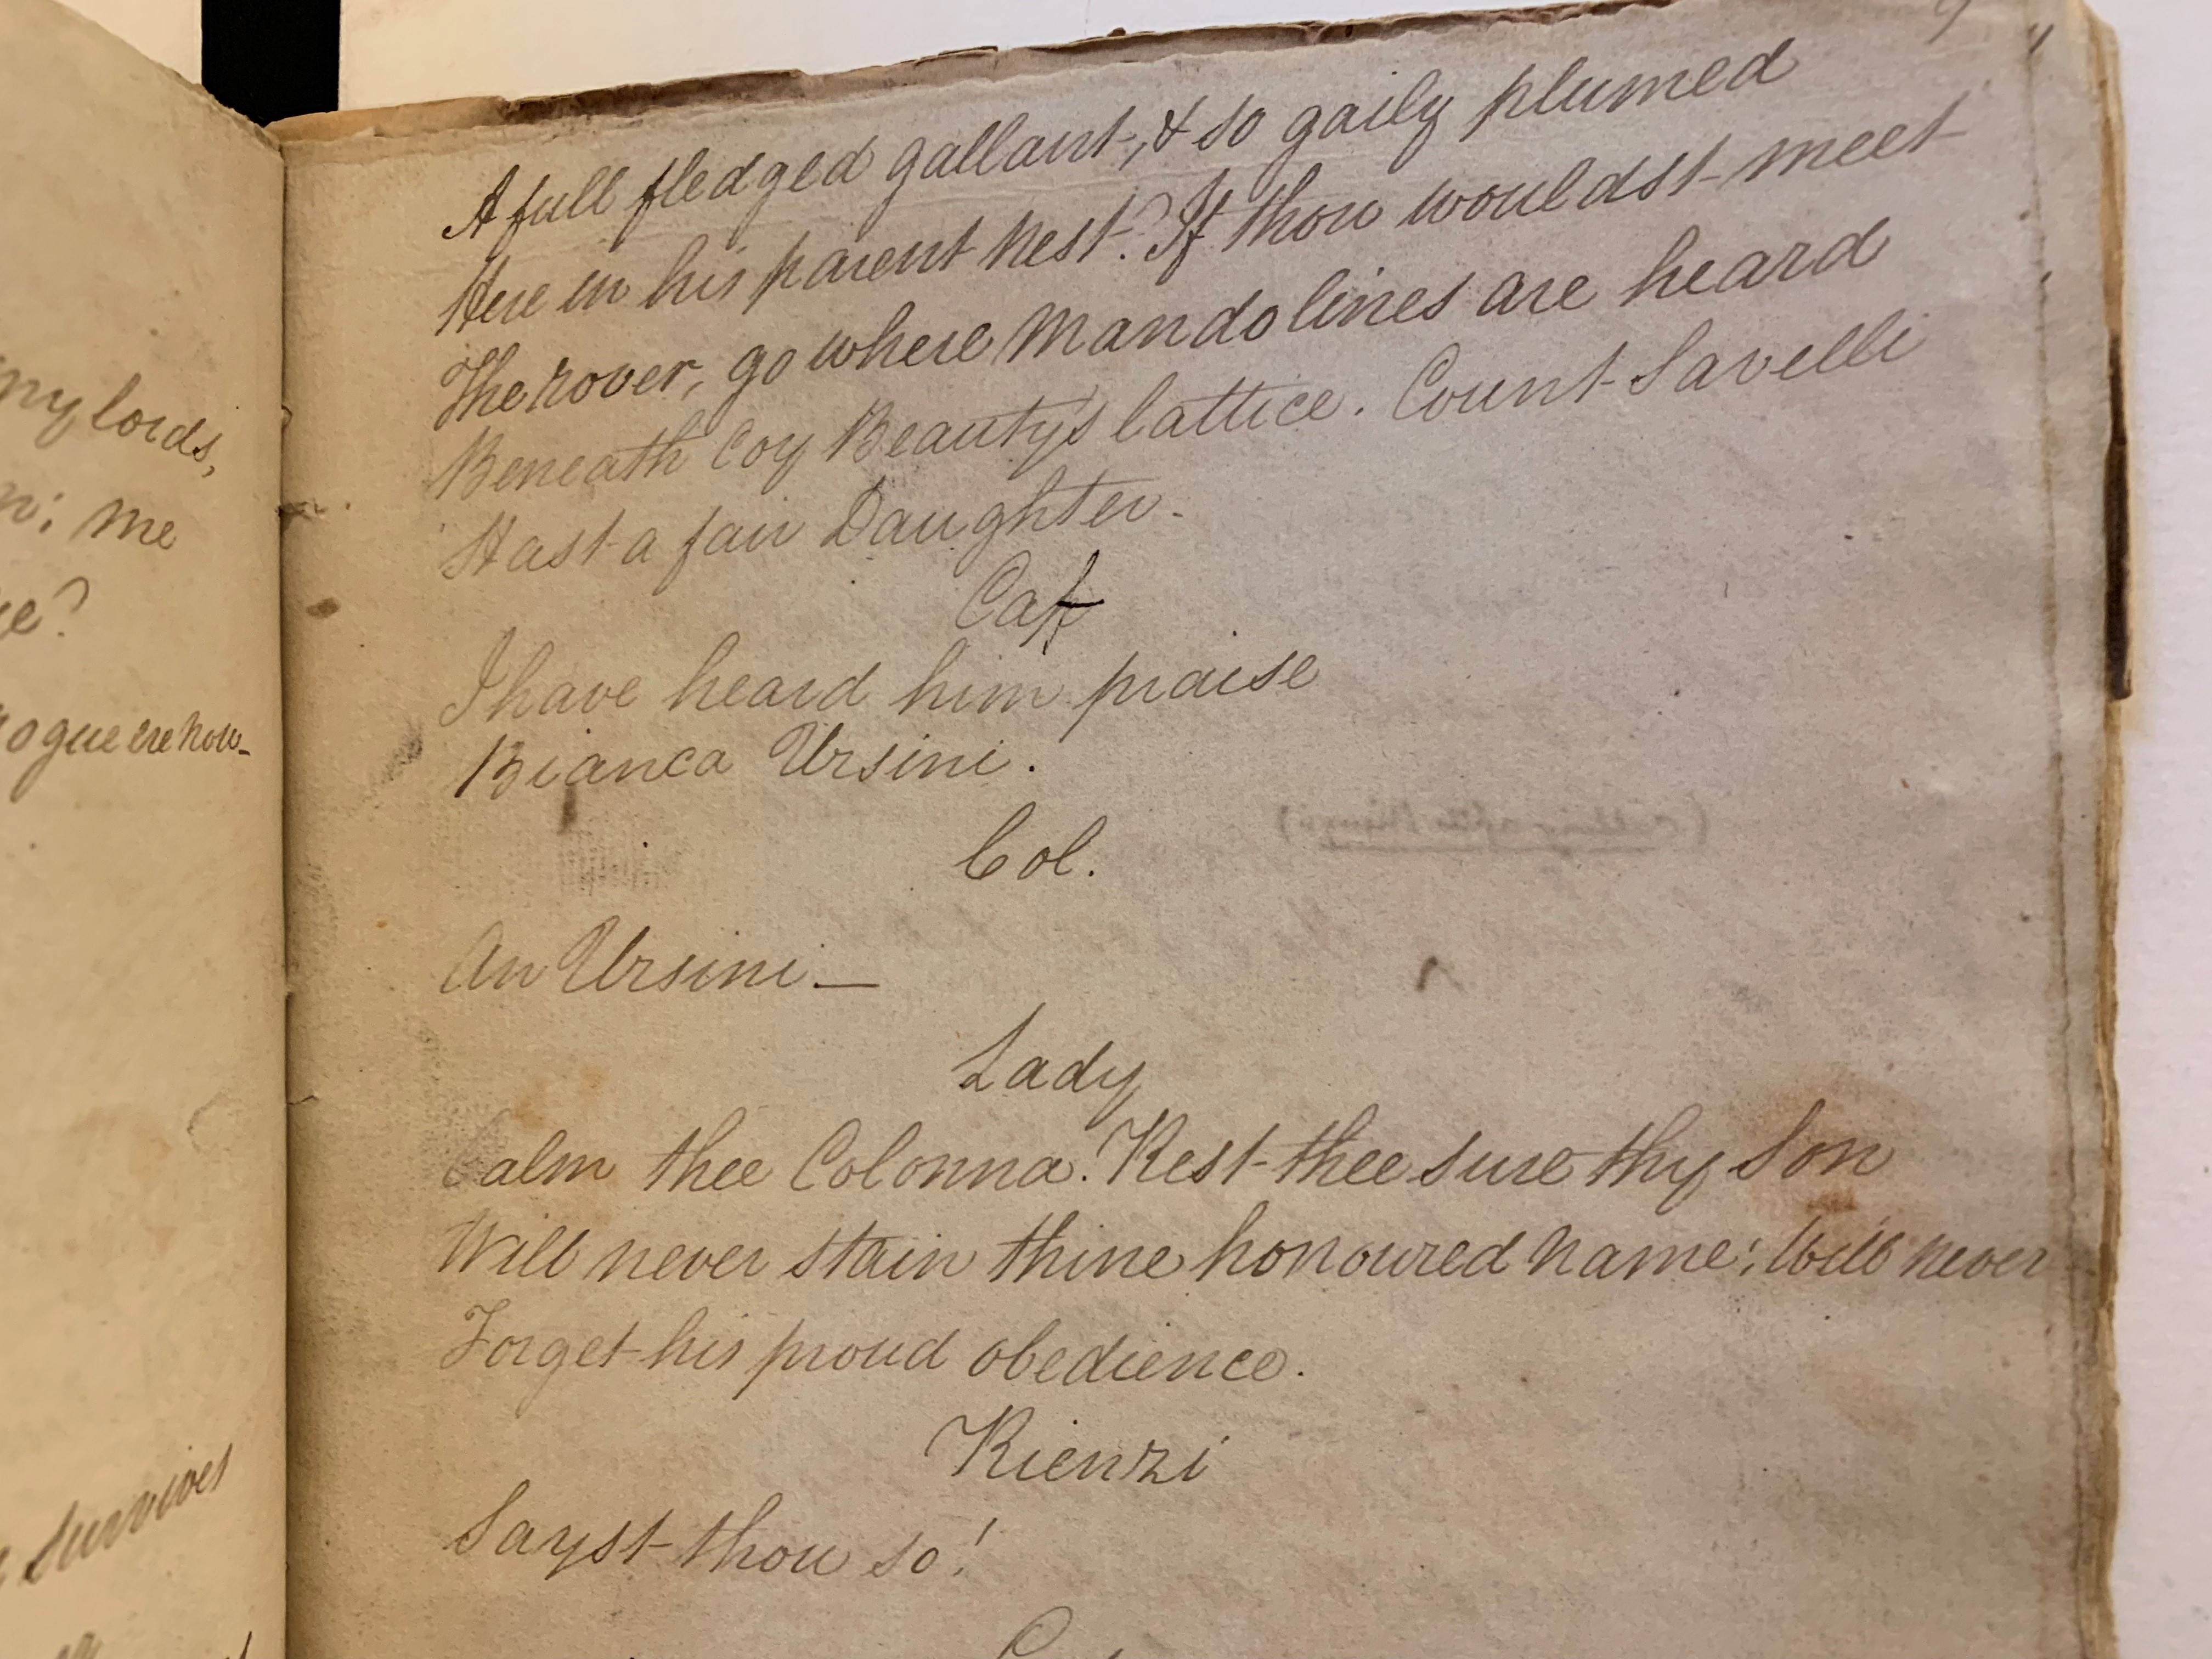 my lords,
me
ogue ere now_
survives
A full fledged gallant, & so gaily plumed
Here in his parent nest? If thou wouldst meet
The rover, go where Mandolines are heard
Beneath Coy Beauty's lattice. Count Savelli
Hast a fair Daughter.
Caf
I have heard him praise
Bianca Ursini.
Col.
An Ursini—
Lady
Calm thee Colonna. Rest thee sure thy Son
Will never stain thine honoured name; Will never
Forget his proud obedience.
Rienzi
Sayst thou so!